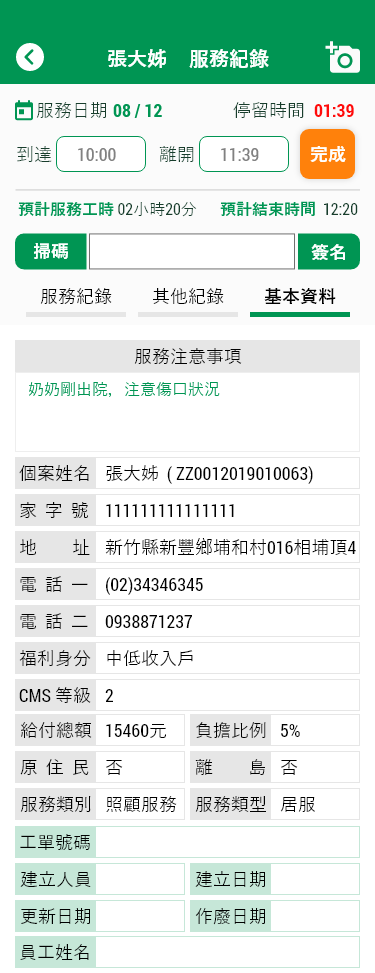 張大姊 服務紀錄
服務日期 08 / 12 停留時間 01:39
到達 10:00 離開 11:39 完成
預計服務工時 02小時20分 預計結束時間 12:20
掃碼 簽名
服務紀錄 其他紀錄 基本資料
服務注意事項
奶奶剛出院，注意傷口狀況
個案姓名 張大姊 ( ZZ0012019010063)
家字號 111111111111111
地址 新竹縣新豐鄉埔和村016相埔頂4
電話一 (02)34346345
電話二 0938871237
福利身分 中低收入戶
CMS 等級 2
給付總額 15460元 負擔比例 5%
原住民 否 離島 否
服務類別 照顧服務 服務類型 居服
工單號碼
建立人員 建立日期
更新日期 作廢日期
員工姓名